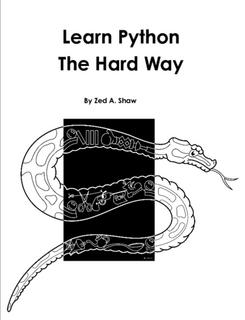 Learn Python
The Hard Way
By Zed A. Shaw